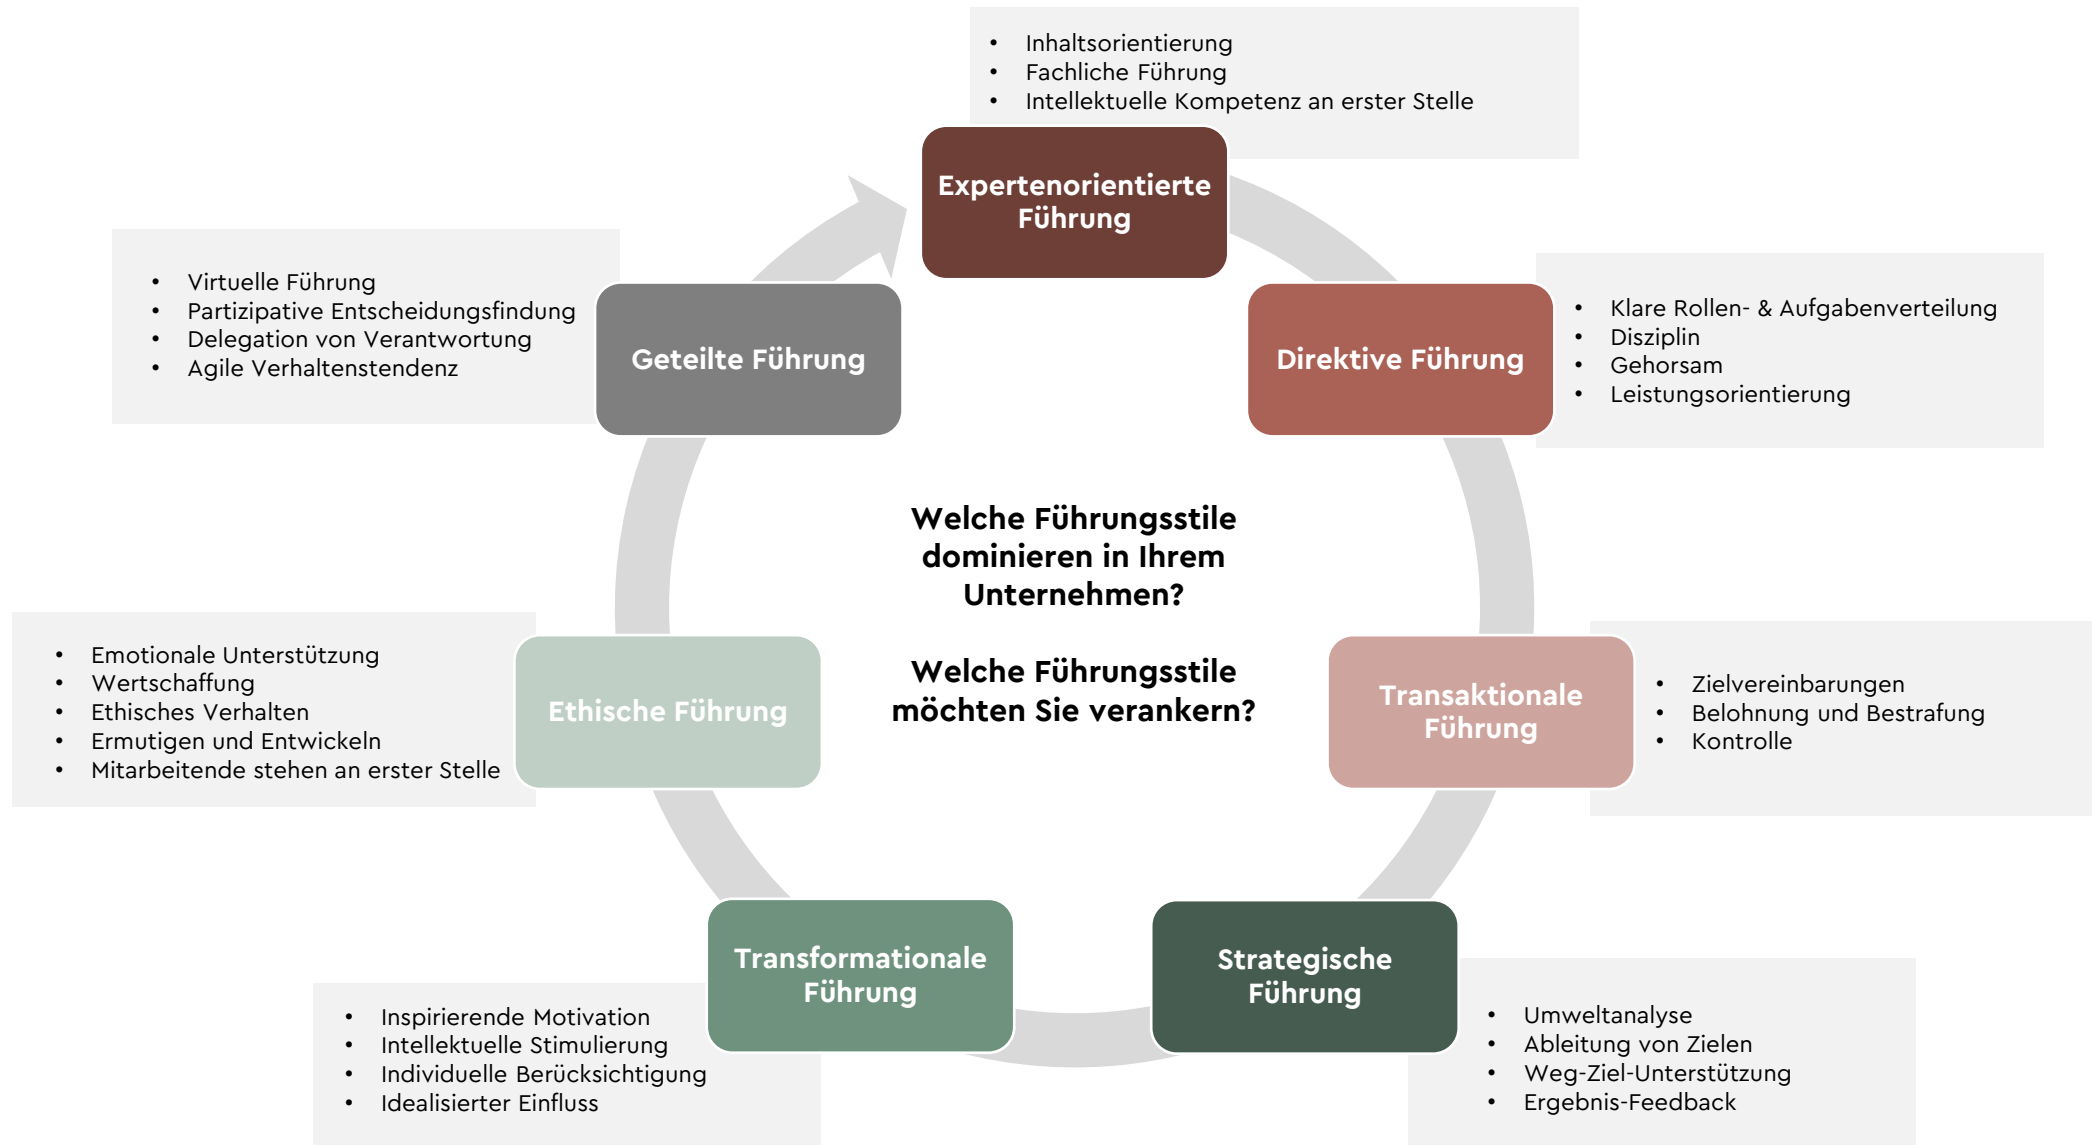 • Inhaltsorientierung
• Fachliche Führung
• Intellektuelle Kompetenz an erster Stelle
Expertenorientierte
Führung
• Klare Rollen- & Aufgabenverteilung
• Disziplin
• Gehorsam
• Leistungsorientierung
Direktive Führung
• Zielvereinbarungen
• Belohnung und Bestrafung
• Kontrolle
Transaktionale
Führung
• Umweltanalyse
• Ableitung von Zielen
• Weg-Ziel-Unterstützung
• Ergebnis-Feedback
Strategische
Führung
• Inspirierende Motivation
• Intellektuelle Stimulierung
• Individuelle Berücksichtigung
• Idealisierter Einfluss
Transformationale
Führung
• Emotionale Unterstützung
• Wertschaffung
• Ethisches Verhalten
• Ermutigen und Entwickeln
• Mitarbeitende stehen an erster Stelle
Ethische Führung
• Virtuelle Führung
• Partizipative Entscheidungsfindung
• Delegation von Verantwortung
• Agile Verhaltenstendenz
Geteilte Führung
Welche Führungsstile
dominieren in Ihrem
Unternehmen?
Welche Führungsstile
möchten Sie verankern?